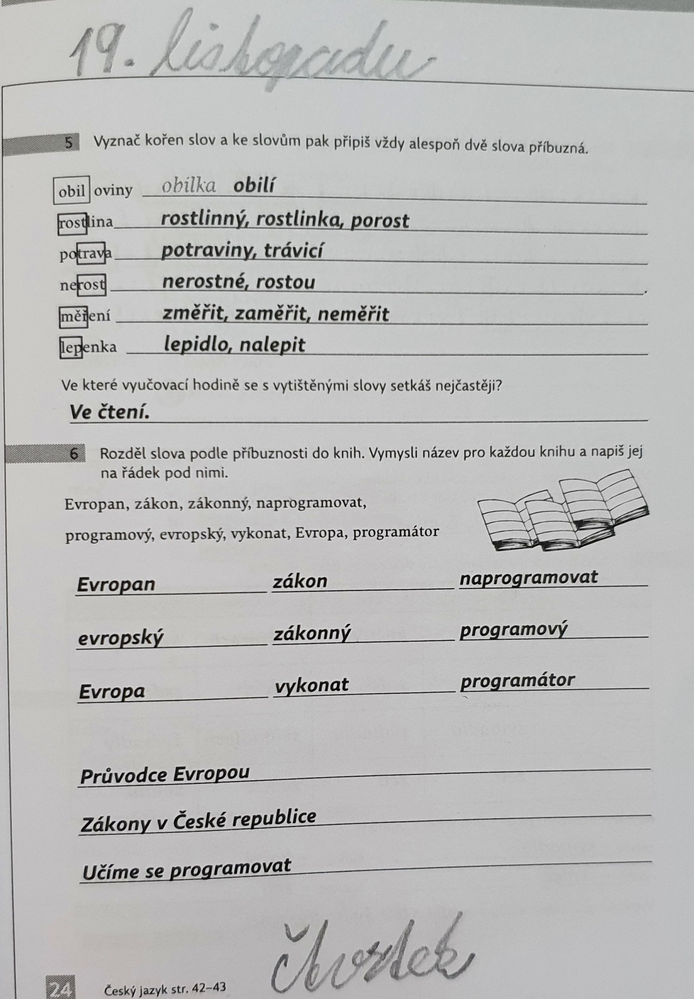 19. listopadu
5 Vyznač kořen slov a ke slovům pak připiš vždy alespoň dvě slova příbuzná.
obiloviny obilka obilí
rostlina rostlinný, rostlinka, porost
potrava potraviny, trávicí
nerost nerostné, rostou .
měření změřit, zaměřit, neměřit
lepenka lepidlo, nalepit
Ve které vyučovací hodině se s vytištěnými slovy setkáš nejčastěji?
Ve čtení.
6 Rozděl slova podle příbuznosti do knih. Vymysli název pro každou knihu a napiš jej
na řádek pod nimi.
Evropan, zákon, zákonný, naprogramovat,
programový, evropský, vykonat, Evropa, programátor
Evropan zákon naprogramovat
evropský zákonný programový
Evropa vykonat programátor
Průvodce Evropou
Zákony v České republice
Učíme se programovat
čtvrtek
24 Český jazyk str. 42–43